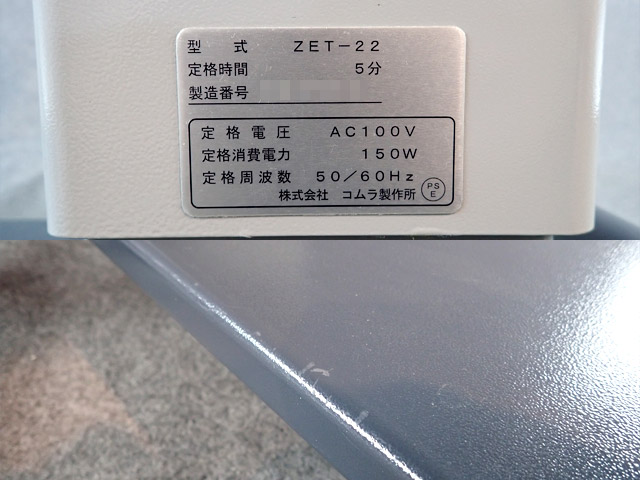 型式 ZET-22
定格時間 5分
製造番号
定格電圧 AC100V
定格消費電力 150W
定格周波数 50/60Hz
株式会社 コムラ製作所 PSE